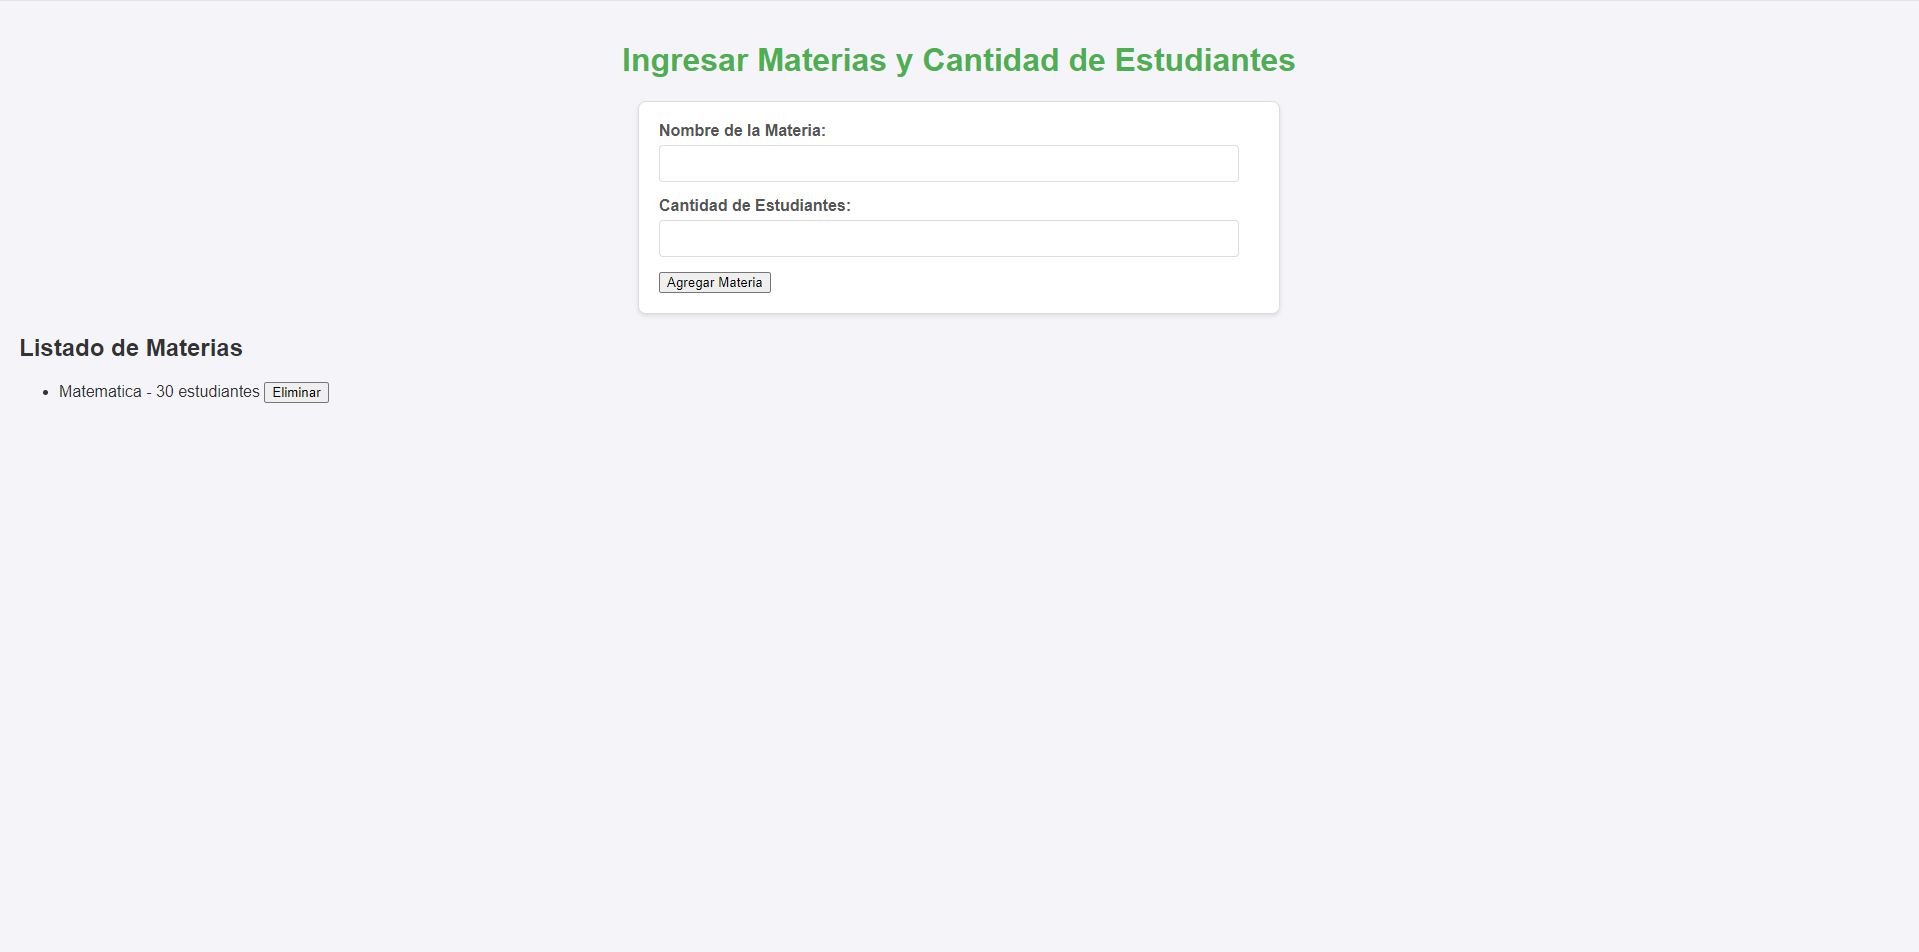 Ingresar Materias y Cantidad de Estudiantes
Nombre de la Materia:
Cantidad de Estudiantes:
Agregar Materia
Listado de Materias
Matematica - 30 estudiantes Eliminar